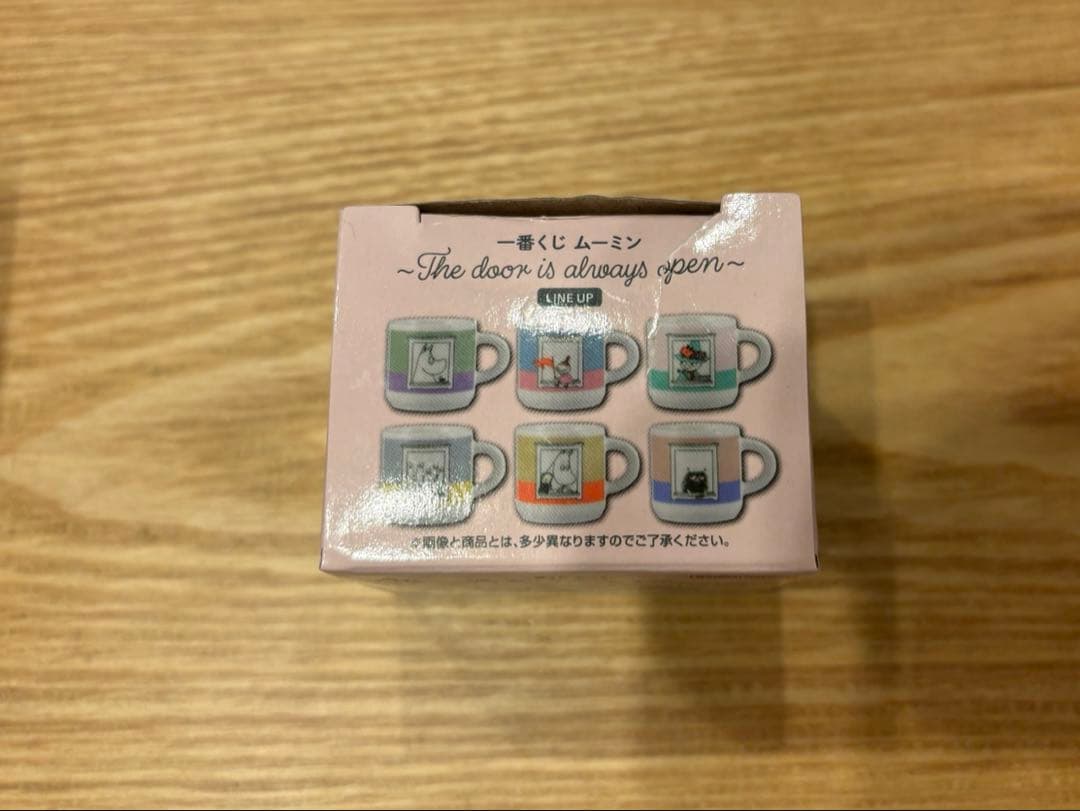 一番くじ ムーミン
~The door is always open~
LINE UP
※画像と商品とは、多少異なりますのでご了承ください。